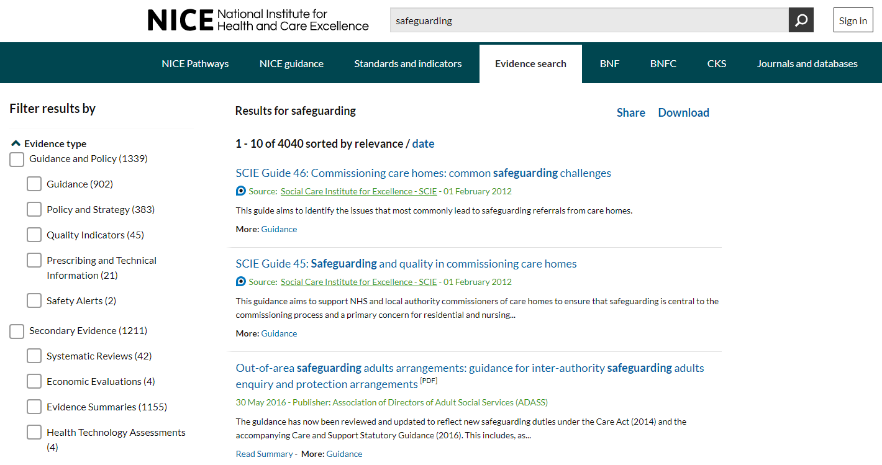 NICE National Institute for
Health and Care Excellence
safeguarding
Sign in
NICE Pathways
NICE guidance
Standards and indicators
Evidence search
BNF
BNFC
CKS
Journals and databases
Filter results by
Evidence type
Guidance and Policy (1339)
Guidance (902)
Policy and Strategy (383)
Quality Indicators (45)
Prescribing and Technical
Information (21)
Safety Alerts (2)
Secondary Evidence (1211)
Systematic Reviews (42)
Economic Evaluations (4)
Evidence Summaries (1155)
Health Technology Assessments
(4)
Results for safeguarding
Share Download
1 - 10 of 4040 sorted by relevance / date
SCIE Guide 46: Commissioning care homes: common safeguarding challenges
Source: Social Care Institute for Excellence - SCIE - 01 February 2012
This guide aims to identify the issues that most commonly lead to safeguarding referrals from care homes.
More: Guidance
SCIE Guide 45: Safeguarding and quality in commissioning care homes
Source: Social Care Institute for Excellence - SCIE - 01 February 2012
This guidance aims to support NHS and local authority commissioners of care homes to ensure that safeguarding is central to the
commissioning process and a primary concern for residential and nursing...
More: Guidance
Out-of-area safeguarding adults arrangements: guidance for inter-authority safeguarding adults
enquiry and protection arrangements [PDF]
30 May 2016 - Publisher: Association of Directors of Adult Social Services (ADASS)
The guidance has now been reviewed and updated to reflect new safeguarding duties under the Care Act (2014) and the
accompanying Care and Support Statutory Guidance (2016). This includes, as...
Read Summary - More: Guidance